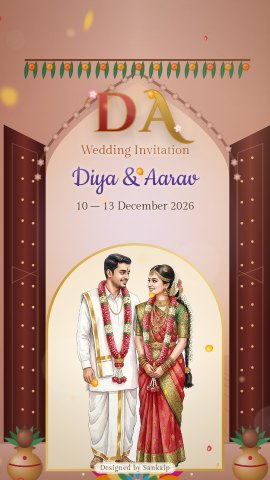 DA
Wedding Invitation
Diya & Aarav
10 — 13 December 2026
Designed by Sankalp